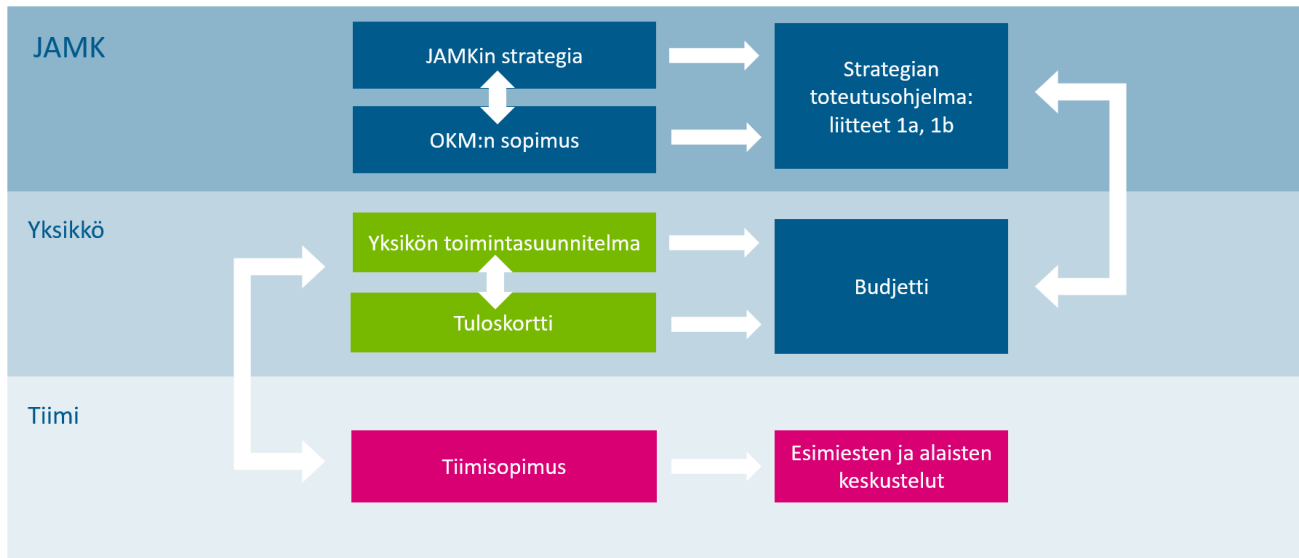 JAMK
JAMKin strategia
OKM:n sopimus
Strategian
toteutusohjelma:
liitteet 1a, 1b
Yksikkö
Yksikön toimintasuunnitelma
Tuloskortti
Budjetti
Tiimi
Tiimisopimus
Esimiesten ja alaisten
keskustelut